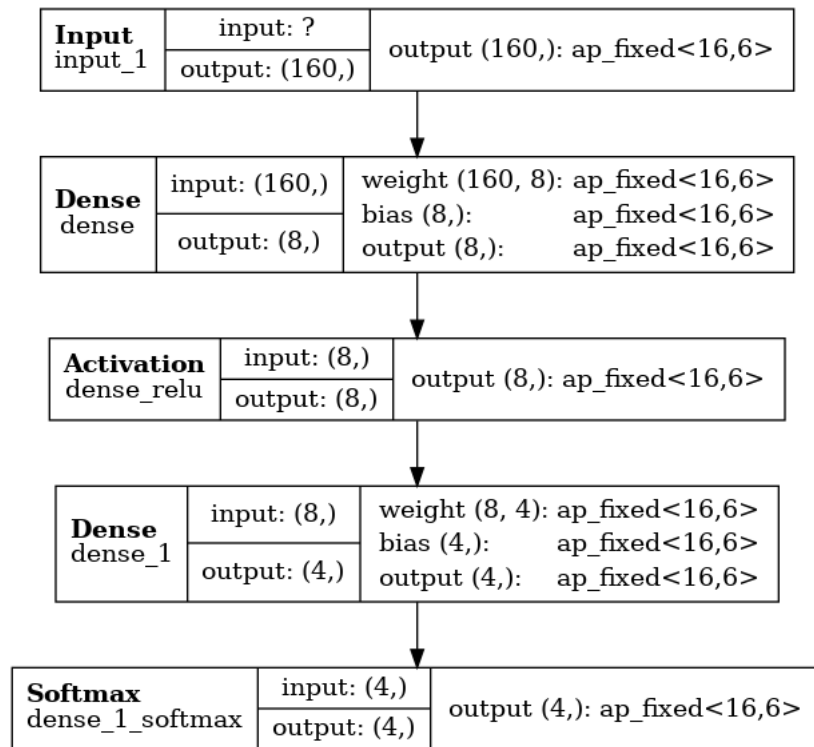 Input
input_1
input: ?
output: (160,)
output (160,): ap_fixed<16,6>
Dense
dense
input: (160,)
output: (8,)
weight (160, 8): ap_fixed<16,6>
bias (8,): ap_fixed<16,6>
output (8,): ap_fixed<16,6>
Activation
dense_relu
input: (8,)
output: (8,)
output (8,): ap_fixed<16,6>
Dense
dense_1
input: (8,)
output: (4,)
weight (8, 4): ap_fixed<16,6>
bias (4,): ap_fixed<16,6>
output (4,): ap_fixed<16,6>
Softmax
dense_1_softmax
input: (4,)
output: (4,)
output (4,): ap_fixed<16,6>